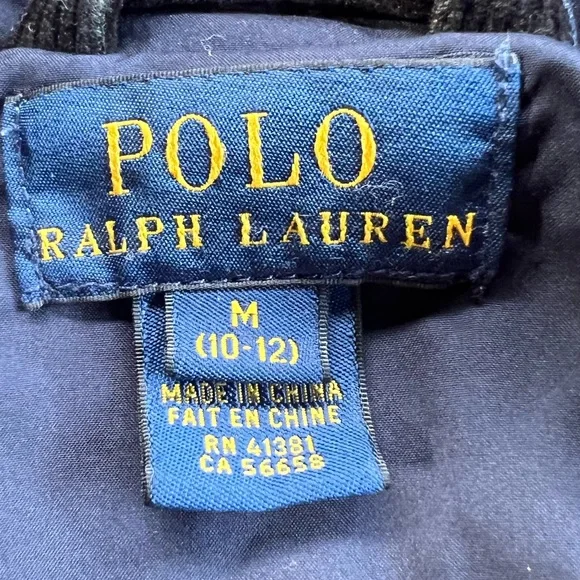 POLO
RALPH LAUREN
M
(10-12)
MADE IN CHINA
FAIT EN CHINE
RN 41381
CA 56658